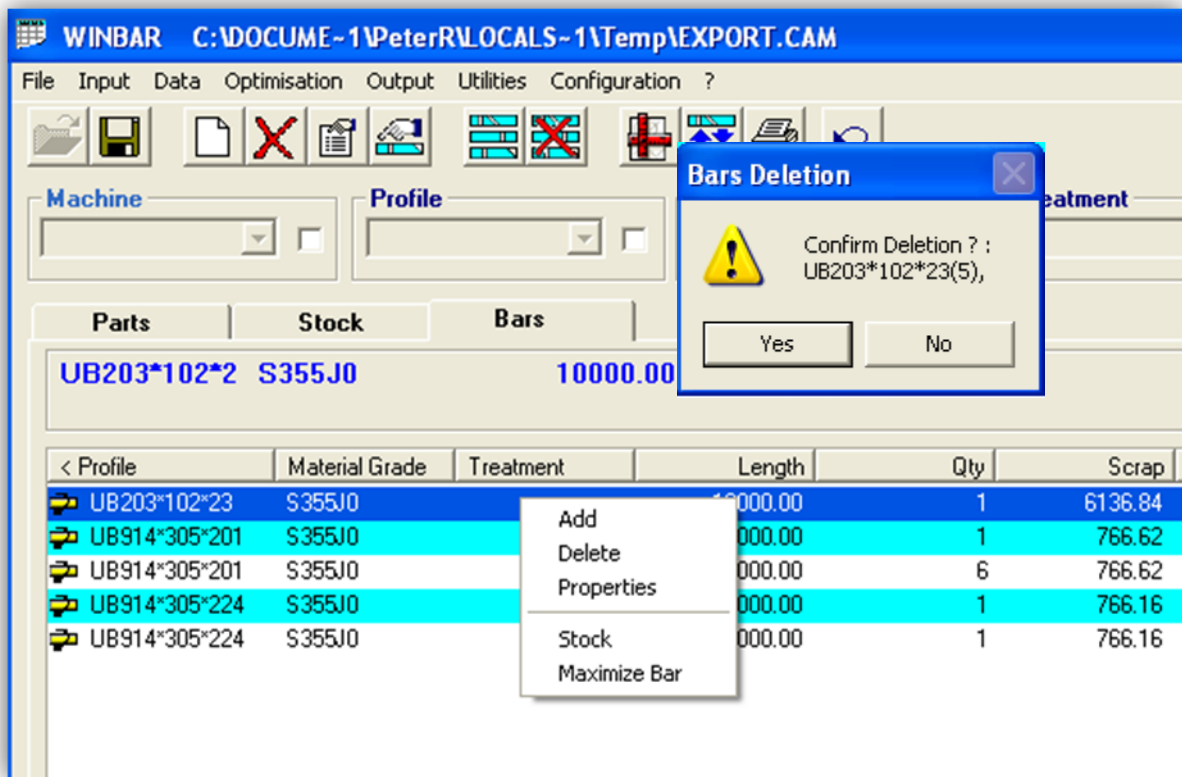 WINBAR C:\DOCUME~1\PeterR\LOCALS~1\Temp\EXPORT.CAM
File Input Data Optimisation Output Utilities Configuration ?
Bars Deletion
Confirm Deletion ? :
UB203*102*23(5),
Yes No
Machine Profile eatment
Parts Stock Bars
UB203*102*2 S355J0 10000.00
< Profile Material Grade Treatment Length Qty Scrap
UB203*102*23 S355J0 10000.00 1 6136.84
UB914*305*201 S355J0 000.00 1 766.62
UB914*305*201 S355J0 000.00 6 766.62
UB914*305*224 S355J0 000.00 1 766.16
UB914*305*224 S355J0 000.00 1 766.16
Add
Delete
Properties
Stock
Maximize Bar